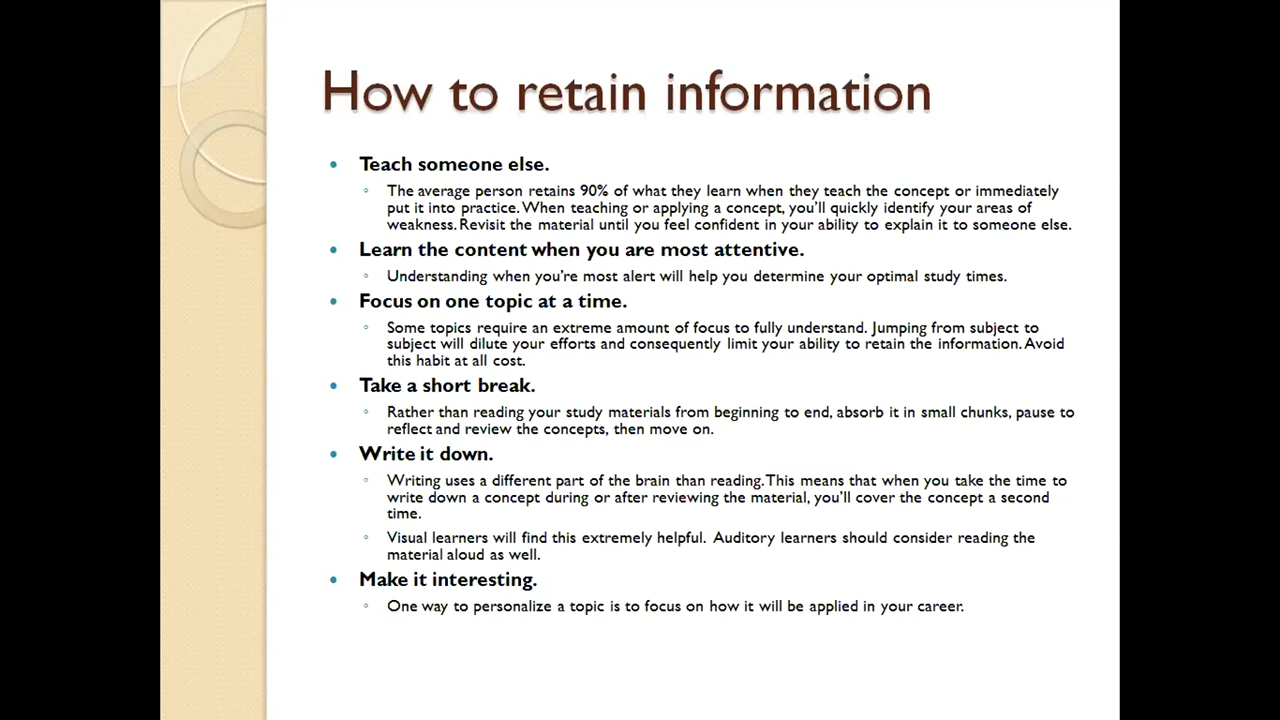 How to retain information
Teach someone else.
The average person retains 90% of what they learn when they teach the concept or immediately
put it into practice. When teaching or applying a concept, you'll quickly identify your areas of
weakness. Revisit the material until you feel confident in your ability to explain it to someone else.
Learn the content when you are most attentive.
Understanding when you're most alert will help you determine your optimal study times.
Focus on one topic at a time.
Some topics require an extreme amount of focus to fully understand. Jumping from subject to
subject will dilute your efforts and consequently limit your ability to retain the information. Avoid
this habit at all cost.
Take a short break.
Rather than reading your study materials from beginning to end, absorb it in small chunks, pause to
reflect and review the concepts, then move on.
Write it down.
Writing uses a different part of the brain than reading. This means that when you take the time to
write down a concept during or after reviewing the material, you'll cover the concept a second
time.
Visual learners will find this extremely helpful. Auditory learners should consider reading the
material aloud as well.
Make it interesting.
One way to personalize a topic is to focus on how it will be applied in your career.